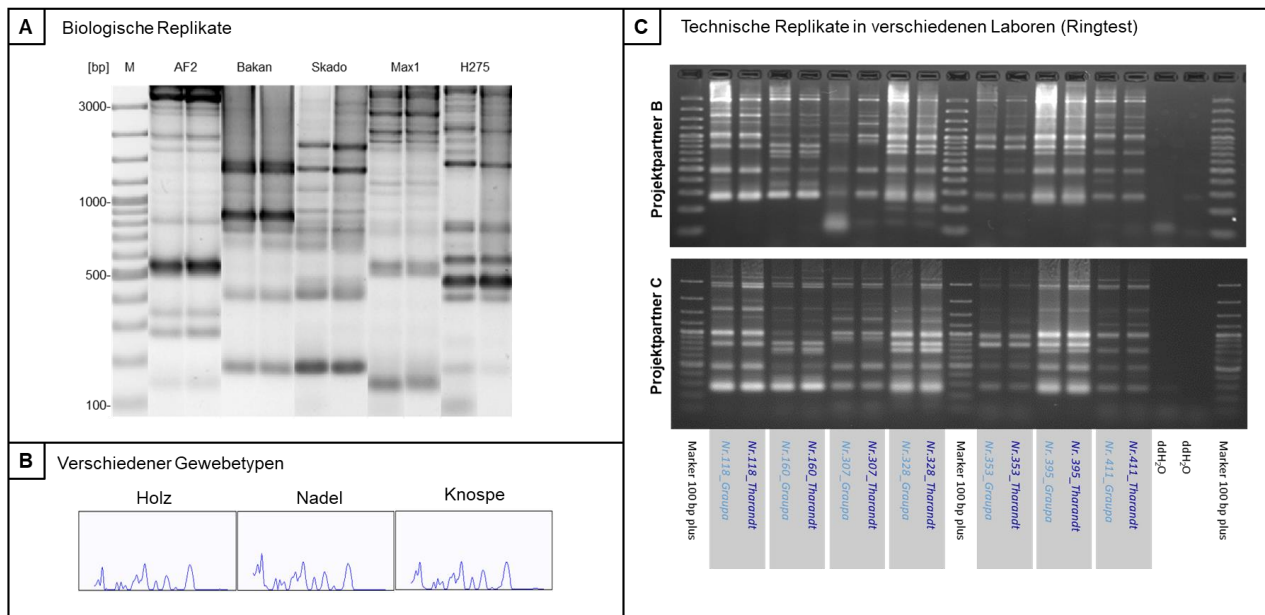 A Biologische Replikate
[bp] M AF2 Bakan Skado Max1 H275
3000-
1000-
500-
100-
B Verschiedener Gewebetypen
Holz Nadel Knospe
C Technische Replikate in verschiedenen Laboren (Ringtest)
Projektpartner B
Projektpartner C
Marker 100 bp plus
Nr.118_Graupa
Nr.118_Tharandt
Nr.160_Graupa
Nr.160_Tharandt
Nr.307_Graupa
Nr.307_Tharandt
Nr.328_Graupa
Nr.328_Tharandt
Marker 100 bp plus
Nr.353_Graupa
Nr.353_Tharandt
Nr.395_Graupa
Nr. 395_Tharandt
Nr. 411_Graupa
Nr.411_Tharandt
ddH₂O
ddH₂O
Marker 100 bp plus